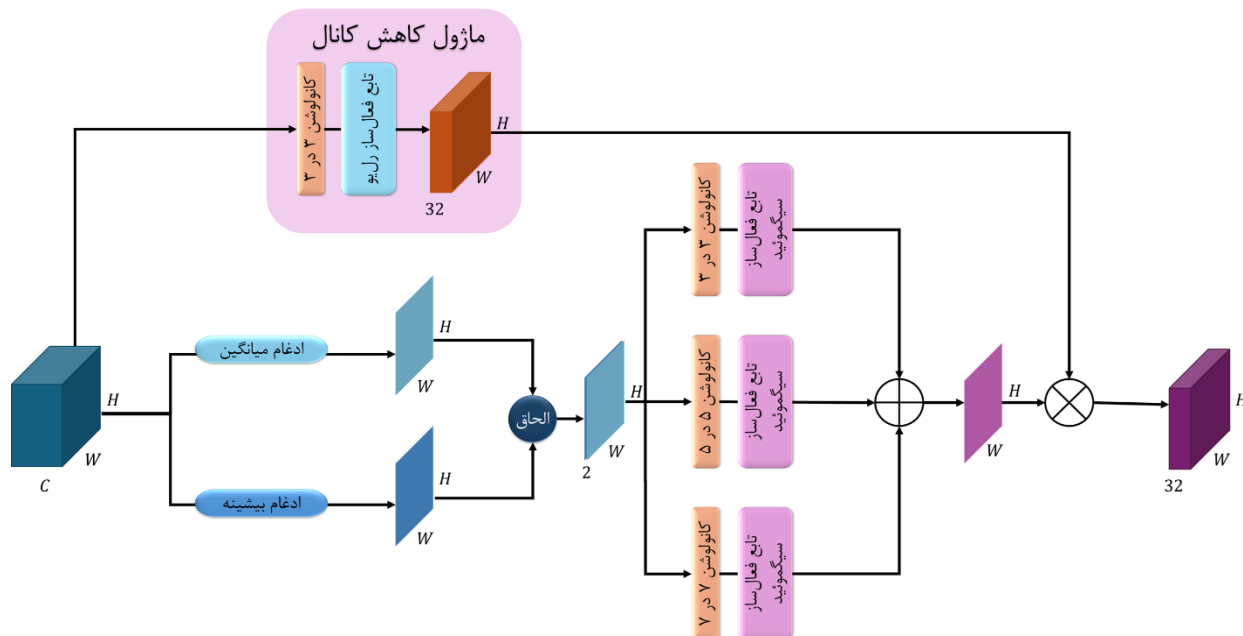 ماژول کاهش کانال
کانولوشن ۳ در ۳
تابع فعال‌ساز رل‌یو
H
W
32
H
W
C
ادغام میانگین
H
W
ادغام بیشینه
H
W
الحاق
H
W
2
کانولوشن ۳ در ۳
تابع فعال‌ساز
سیگموئید
کانولوشن ۵ در ۵
تابع فعال‌ساز
سیگموئید
کانولوشن ۷ در ۷
تابع فعال‌ساز
سیگموئید
H
W
H
W
32